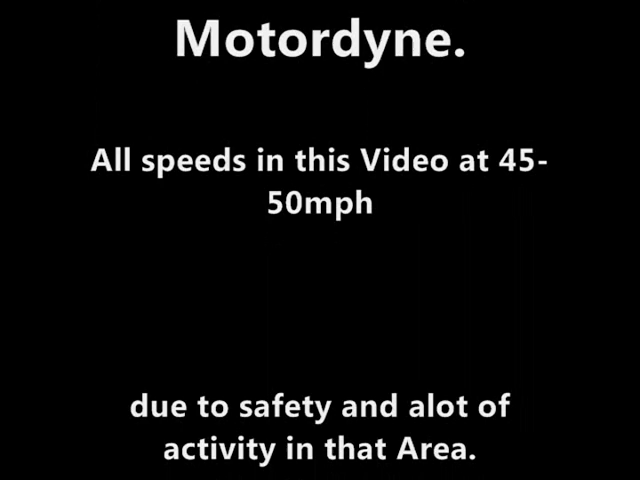 Motordyne.
All speeds in this Video at 45-
50mph
due to safety and alot of
activity in that Area.